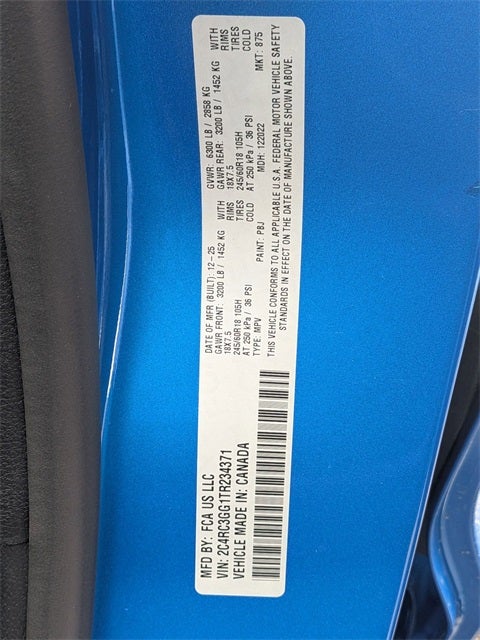 MFD BY: FCA US LLC
VIN: 2C4RC3GG1TR234371
VEHICLE MADE IN: CANADA
DATE OF MFR (BUILT): 12-25 GVWR: 6300 LB / 2858 KG
GAWR FRONT: 3200 LB / 1452 KG WITH GAWR REAR: 3200 LB / 1452 KG WITH
18X7.5 RIMS 18X7.5 RIMS
245/60R18 105H TIRES 245/60R18 105H TIRES
AT 250 kPa / 36 PSI COLD AT 250 kPa / 36 PSI COLD
TYPE: MPV PAINT: PBJ MDH: 122022 MKT: 875
THIS VEHICLE CONFORMS TO ALL APPLICABLE U.S.A. FEDERAL MOTOR VEHICLE SAFETY
STANDARDS IN EFFECT ON THE DATE OF MANUFACTURE SHOWN ABOVE.